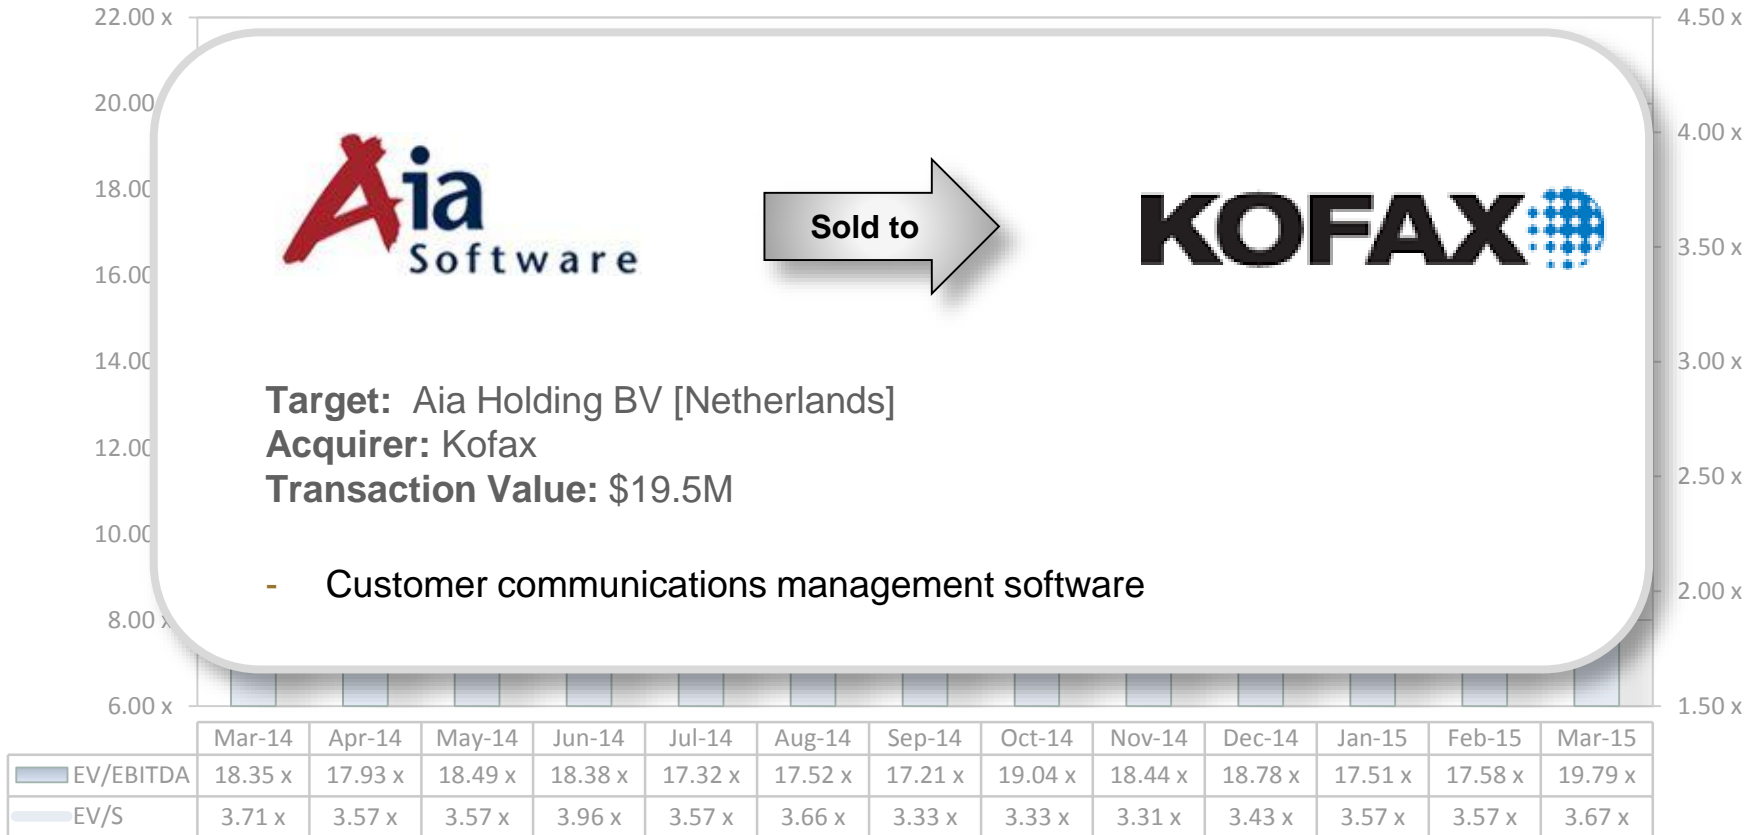 22.00 x
4.50 x
20.00
4.00 x
Aia
Software
Sold to
KOFAX
18.00
3.50 x
16.00
14.00
3.00 x
Target: Aia Holding BV [Netherlands]
Acquirer: Kofax
12.00
Transaction Value: $19.5M
2.50 x
10.00
- Customer communications management software
2.00 x
8.00 x
6.00 x
1.50 x
Mar-14 Apr-14 May-14 Jun-14 Jul-14 Aug-14 Sep-14 Oct-14 Nov-14 Dec-14 Jan-15 Feb-15 Mar-15
EV/EBITDA 18.35 x 17.93 x 18.49 x 18.38 x 17.32 x 17.52 x 17.21 x 19.04 x 18.44 x 18.78 x 17.51 x 17.58 x 19.79 x
EV/S 3.71 x 3.57 x 3.57 x 3.96 x 3.57 x 3.66 x 3.33 x 3.33 x 3.31 x 3.43 x 3.57 x 3.57 x 3.67 x